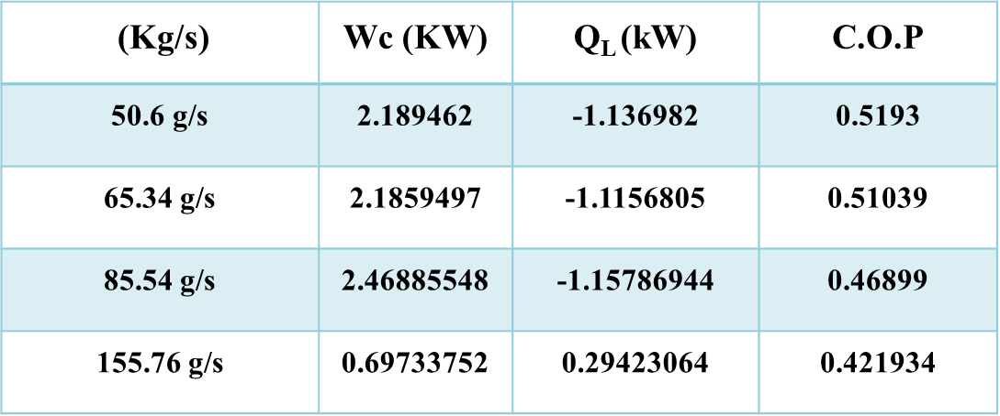 (Kg/s) Wc (KW) QL (kW) C.O.P
50.6 g/s 2.189462 -1.136982 0.5193
65.34 g/s 2.1859497 -1.1156805 0.51039
85.54 g/s 2.46885548 -1.15786944 0.46899
155.76 g/s 0.69733752 0.29423064 0.421934